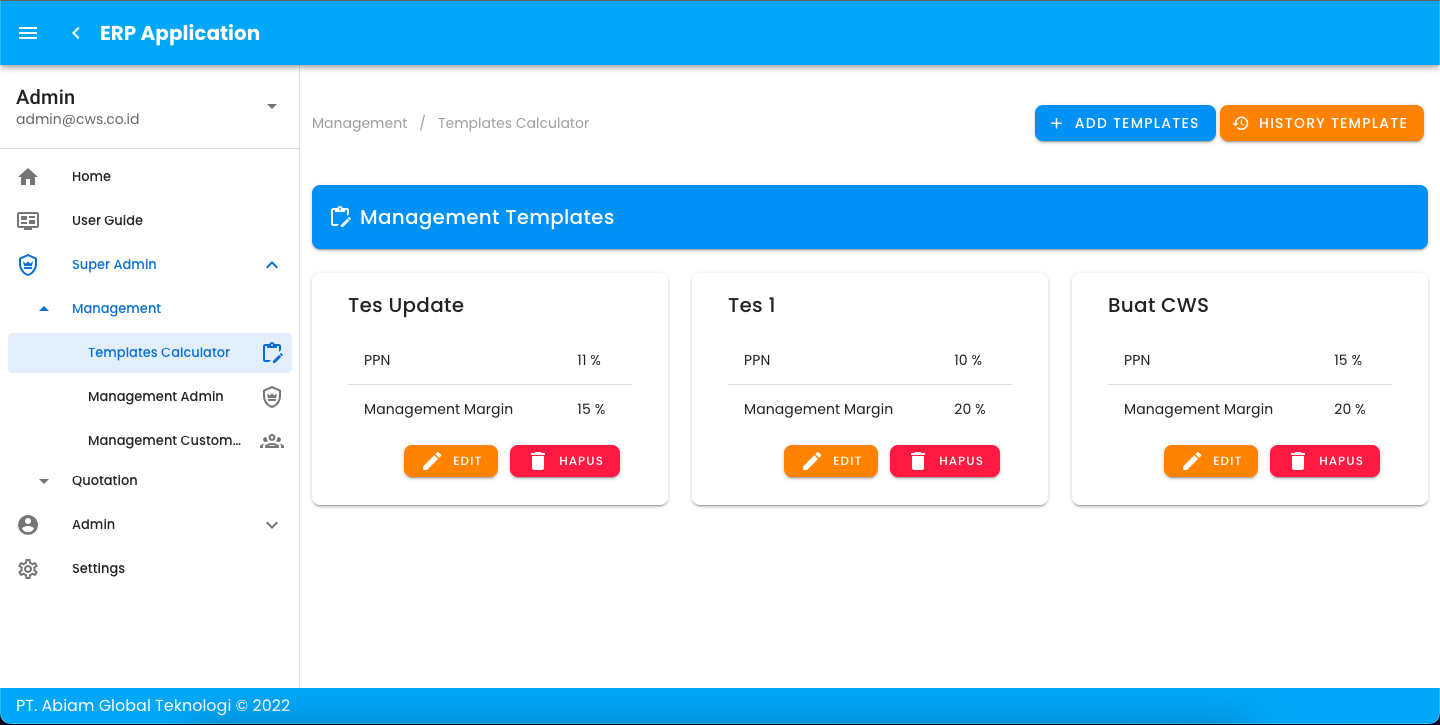 ERP Application
Admin
admin@cws.co.id
Home
User Guide
Super Admin
Management
Templates Calculator
Management Admin
Management Custom...
Quotation
Admin
Settings
Management / Templates Calculator
ADD TEMPLATES
HISTORY TEMPLATE
Management Templates
Tes Update
PPN 11 %
Management Margin 15 %
EDIT HAPUS
Tes 1
PPN 10 %
Management Margin 20 %
EDIT HAPUS
Buat CWS
PPN 15 %
Management Margin 20 %
EDIT HAPUS
PT. Abiam Global Teknologi © 2022